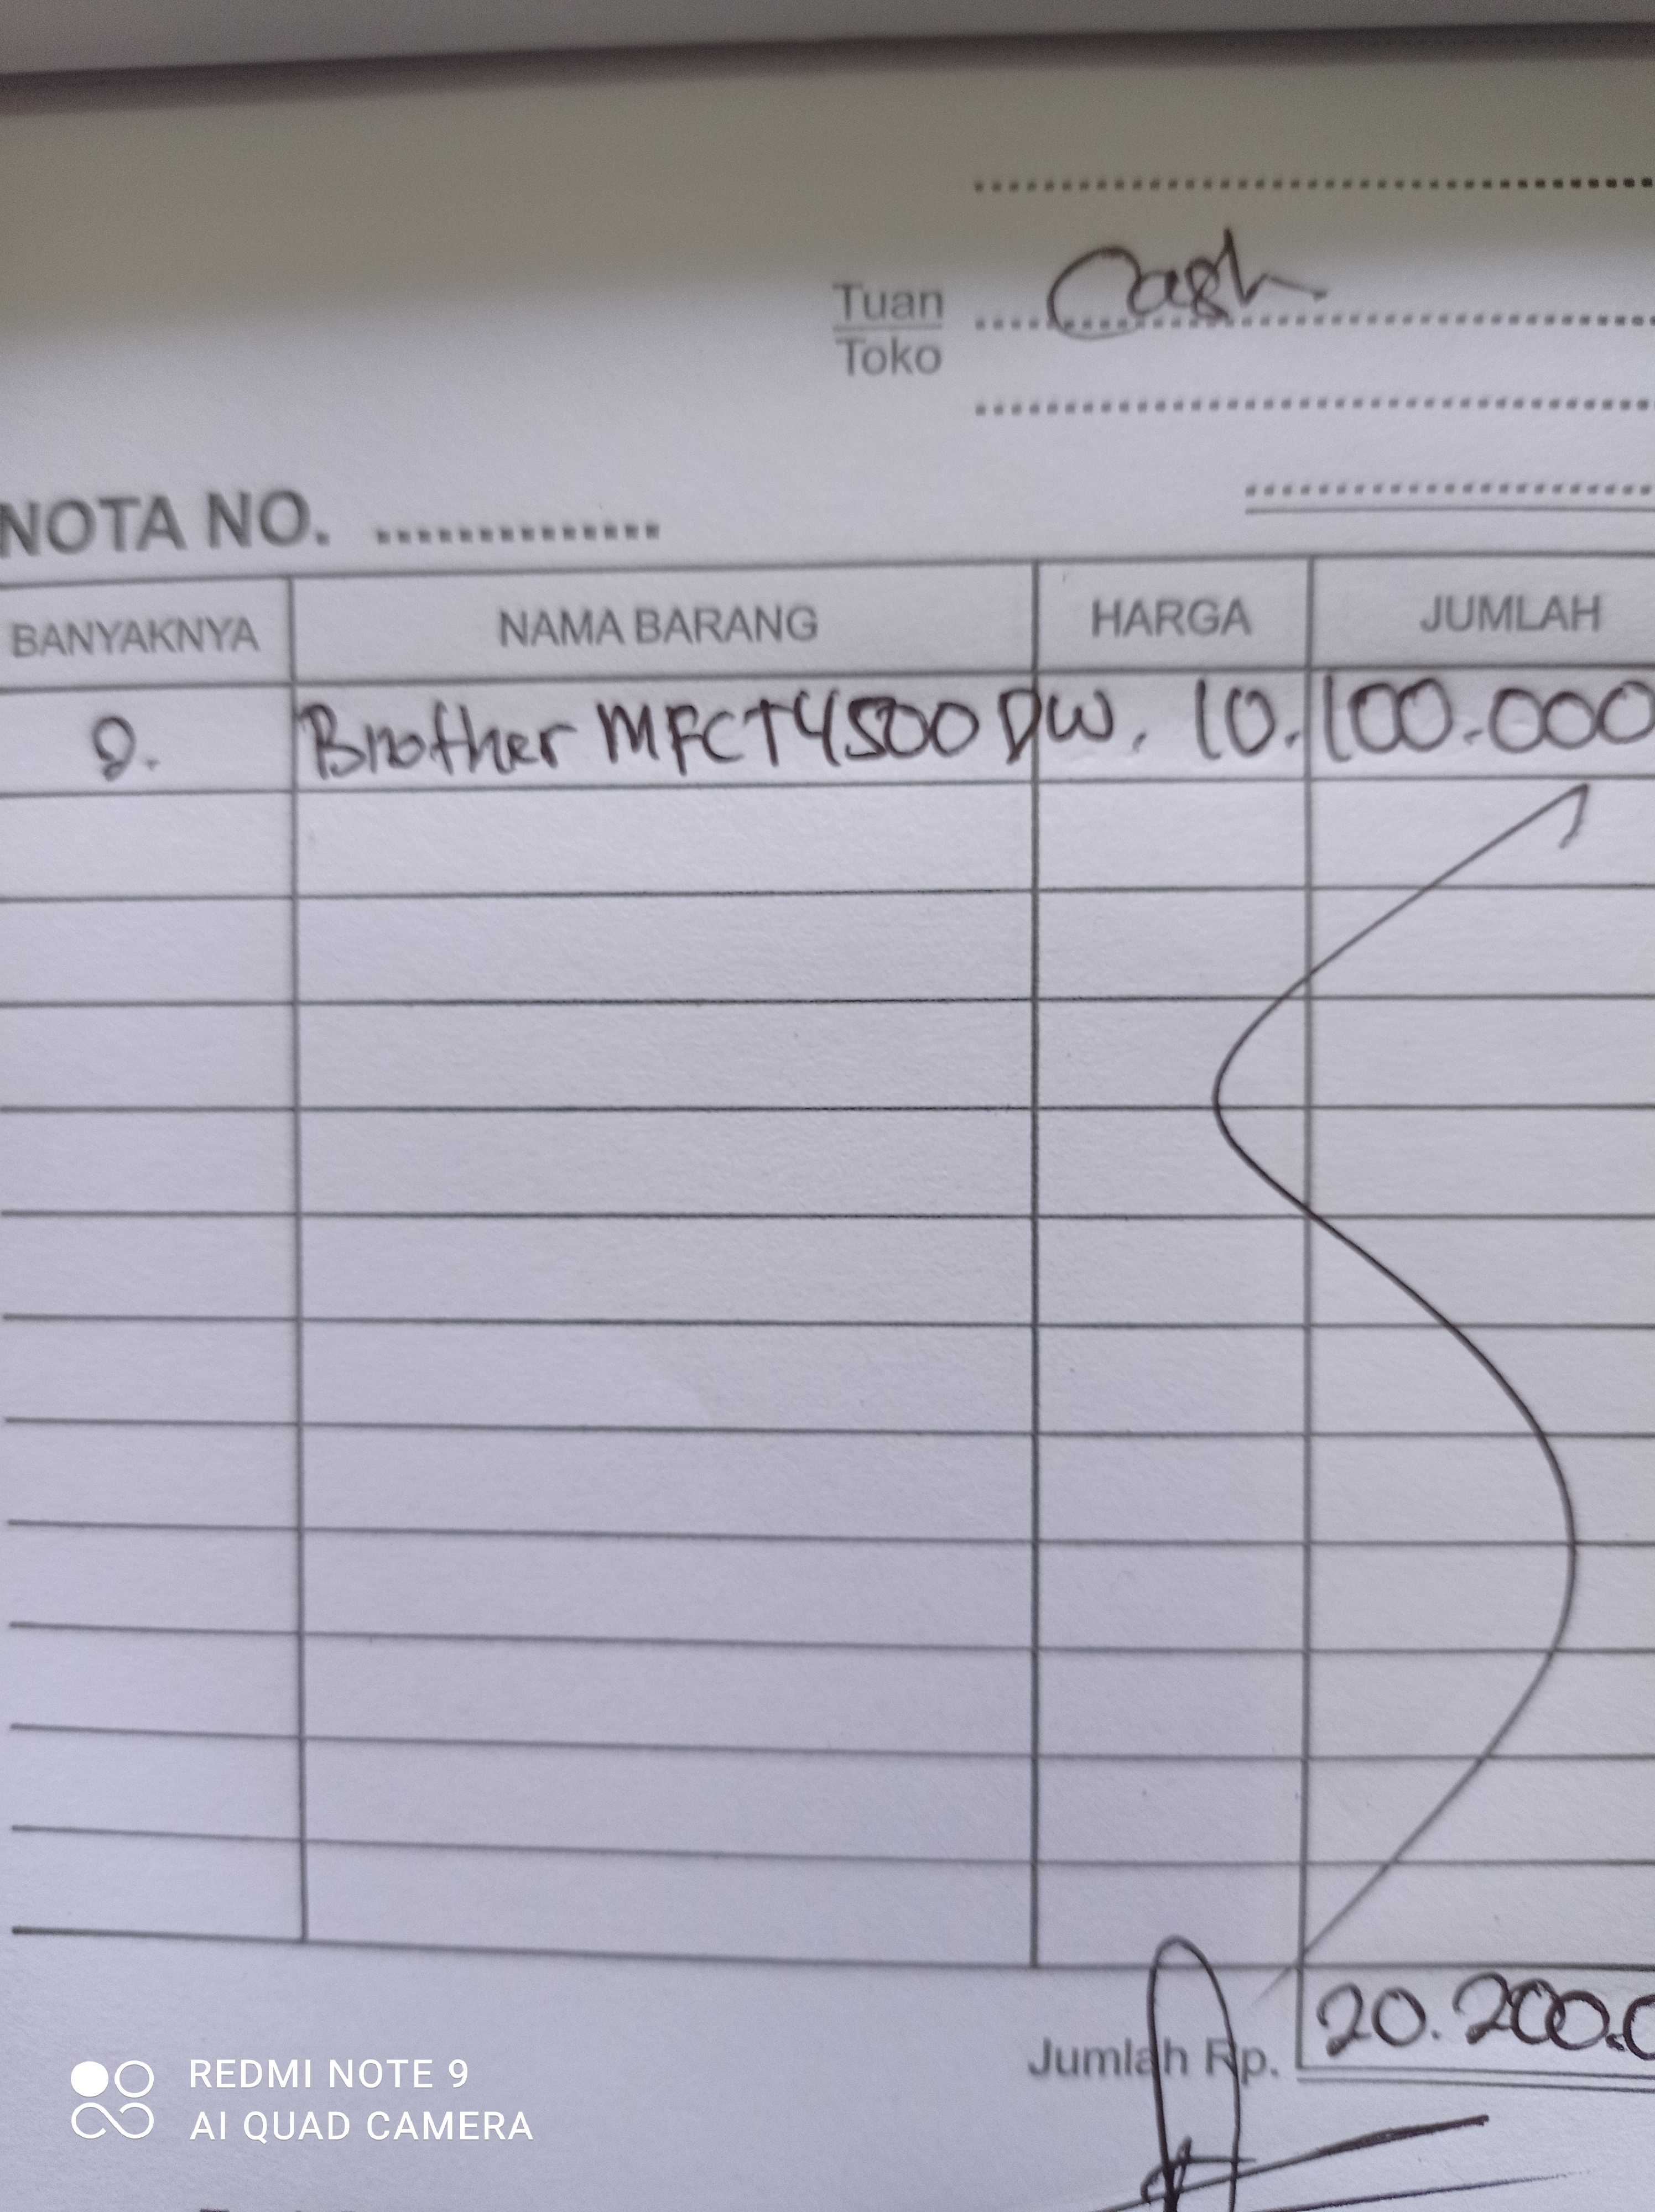 Tuan Cash
Toko
NOTA NO. ..............
BANYAKNYA NAMA BARANG HARGA JUMLAH
2. Brother MFCT4500DW. 10.100.000
Jumlah Rp. 20.200.0
REDMI NOTE 9
AI QUAD CAMERA